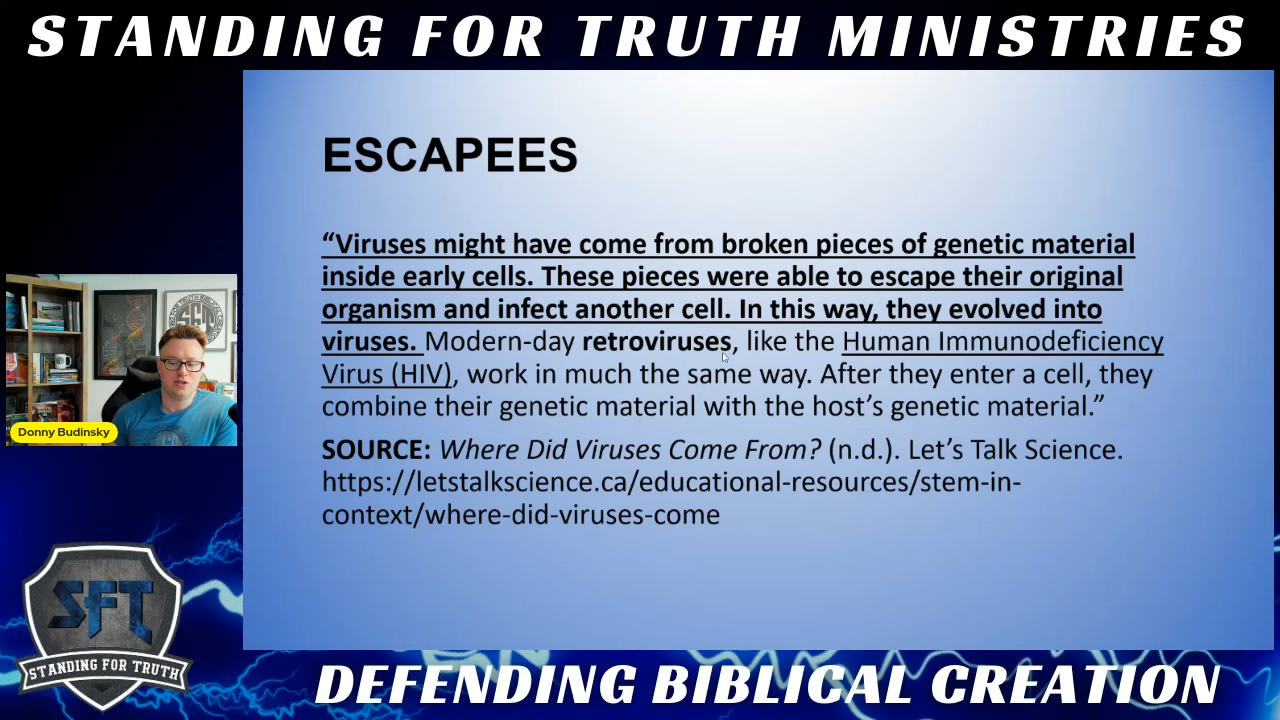 STANDING FOR TRUTH MINISTRIES
ESCAPEES
“Viruses might have come from broken pieces of genetic material
inside early cells. These pieces were able to escape their original
organism and infect another cell. In this way, they evolved into
viruses. Modern-day retroviruses, like the Human Immunodeficiency
Virus (HIV), work in much the same way. After they enter a cell, they
combine their genetic material with the host’s genetic material.”
SOURCE: Where Did Viruses Come From? (n.d.). Let’s Talk Science.
https://letstalkscience.ca/educational-resources/stem-in-
context/where-did-viruses-come
Donny Budinsky
SFT
STANDING FOR TRUTH
DEFENDING BIBLICAL CREATION